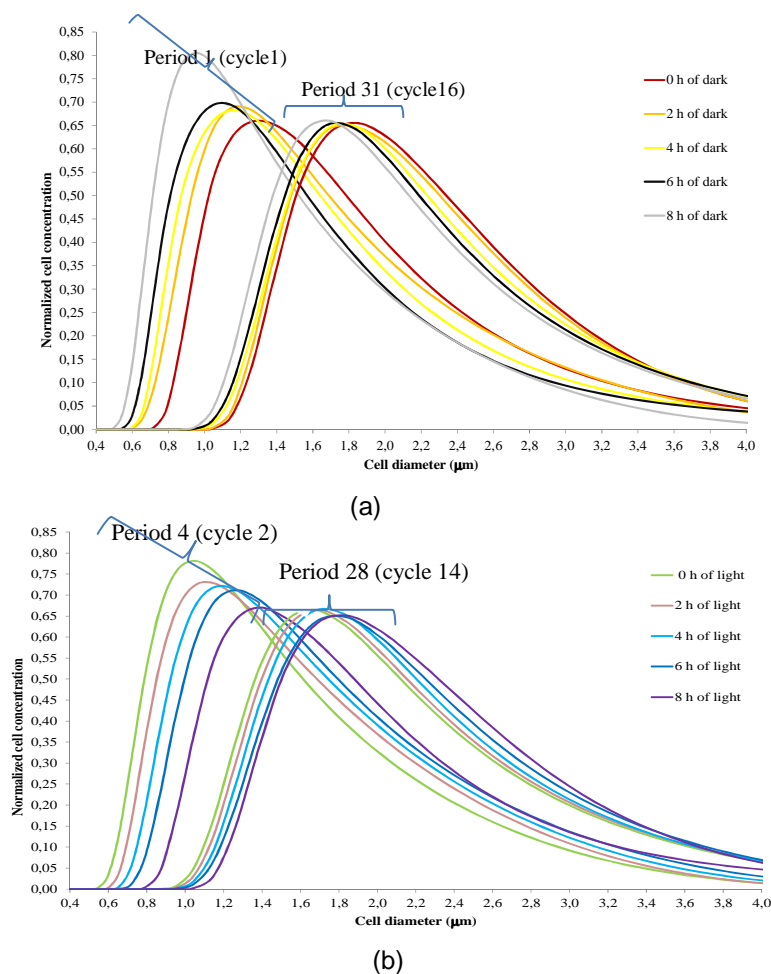 0,85
0,80
0,75
0,70
0,65
0,60
0,55
0,50
0,45
0,40
0,35
0,30
0,25
0,20
0,15
0,10
0,05
0,00
Normalized cell concentration
Period 1 (cycle1)
Period 31 (cycle16)
0 h of dark
2 h of dark
4 h of dark
6 h of dark
8 h of dark
0,4 0,6 0,8 1,0 1,2 1,4 1,6 1,8 2,0 2,2 2,4 2,6 2,8 3,0 3,2 3,4 3,6 3,8 4,0
Cell diameter (µm)
(a)
0,85
0,80
0,75
0,70
0,65
0,60
0,55
0,50
0,45
0,40
0,35
0,30
0,25
0,20
0,15
0,10
0,05
0,00
Normalized cell concentration
Period 4 (cycle 2)
Period 28 (cycle 14)
0 h of light
2 h of light
4 h of light
6 h of light
8 h of light
0,4 0,6 0,8 1,0 1,2 1,4 1,6 1,8 2,0 2,2 2,4 2,6 2,8 3,0 3,2 3,4 3,6 3,8 4,0
Cell diameter (µm)
(b)